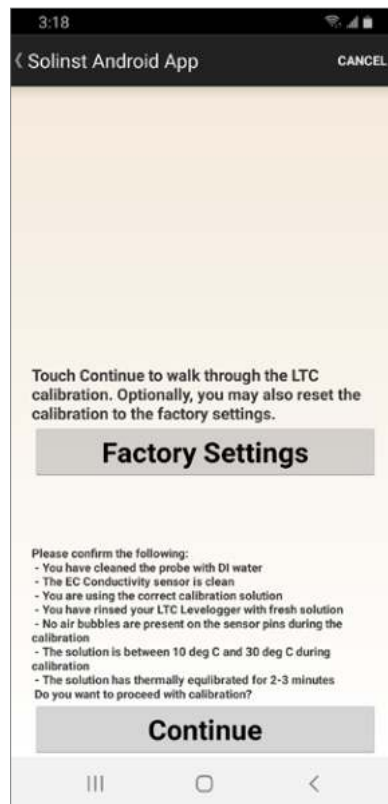 3:18
Solinst Android App
CANCEL
Touch Continue to walk through the LTC
calibration. Optionally, you may also reset the
calibration to the factory settings.
Factory Settings
Please confirm the following:
- You have cleaned the probe with DI water
- The EC Conductivity sensor is clean
- You are using the correct calibration solution
- You have rinsed your LTC Levelogger with fresh solution
- No air bubbles are present on the sensor pins during the
calibration
- The solution is between 10 deg C and 30 deg C during
calibration
- The solution has thermally equlibrated for 2-3 minutes
Do you want to proceed with calibration?
Continue